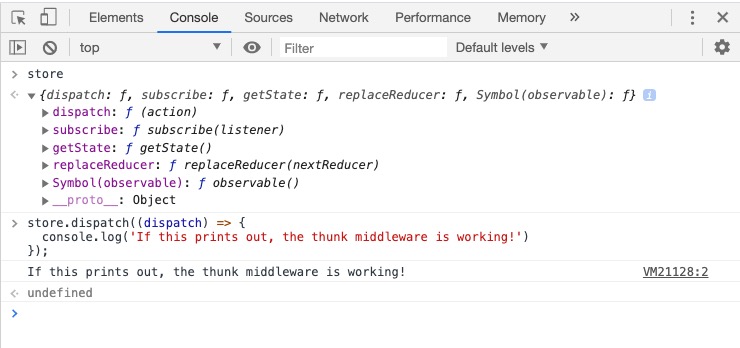 Elements Console Sources Network Performance Memory »
top ▼ Filter Default levels ▼
> store
{dispatch: ƒ, subscribe: ƒ, getState: ƒ, replaceReducer: ƒ, Symbol(observable): ƒ} i
dispatch: ƒ (action)
subscribe: ƒ subscribe(listener)
getState: ƒ getState()
replaceReducer: ƒ replaceReducer(nextReducer)
Symbol(observable): ƒ observable()
__proto__: Object
> store.dispatch((dispatch) => {
console.log('If this prints out, the thunk middleware is working!')
});
If this prints out, the thunk middleware is working! VM21128:2
undefined
>